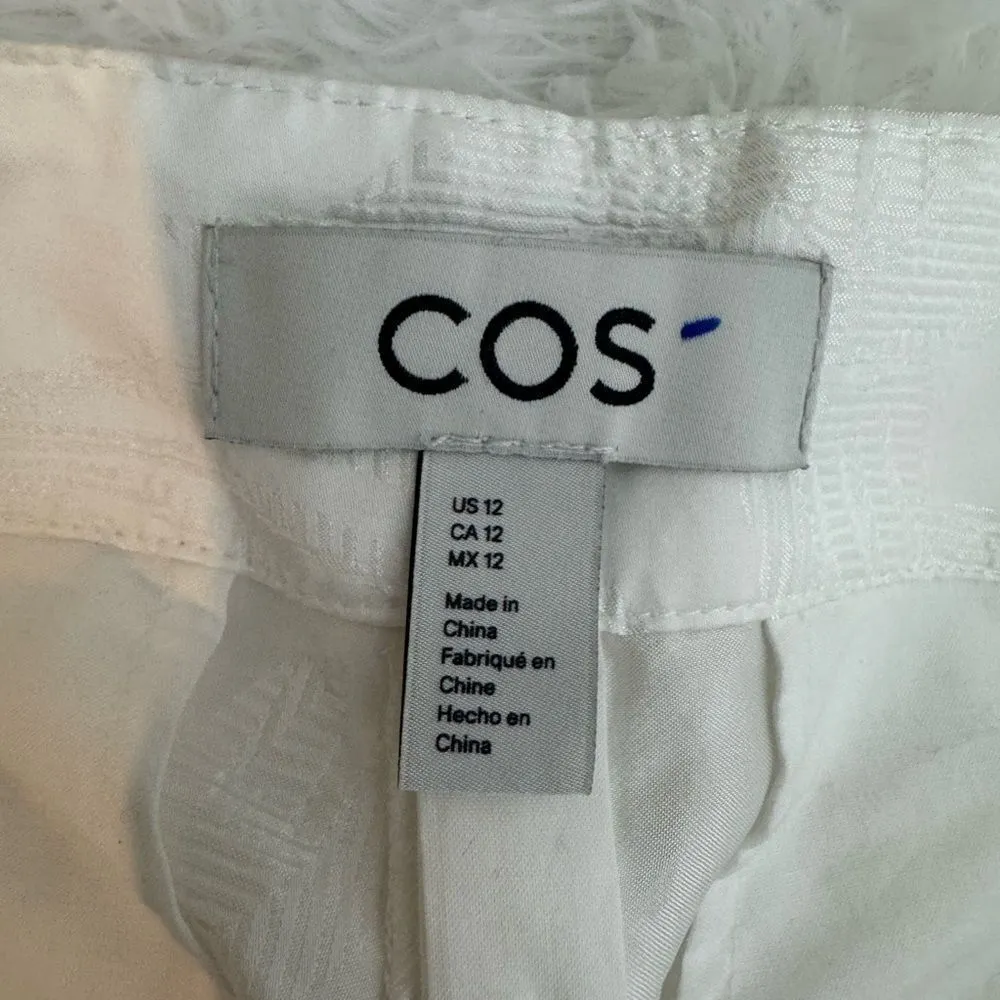 COS
US 12
CA 12
MX 12
Made in
China
Fabriqué en
Chine
Hecho en
China